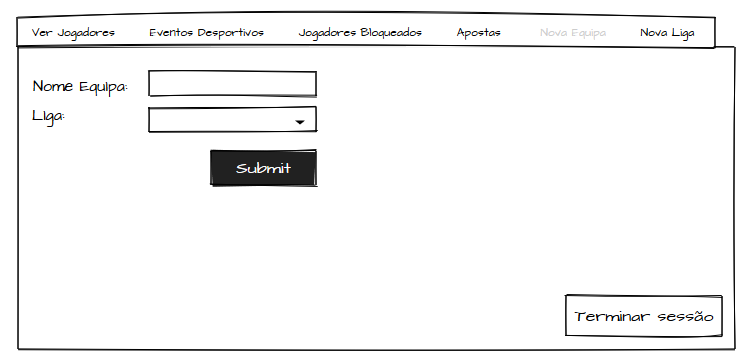 Ver Jogadores Eventos Desportivos Jogadores Bloqueados Apostas Nova Equipa Nova Liga
Nome Equipa:
Liga:
Submit
Terminar sessão